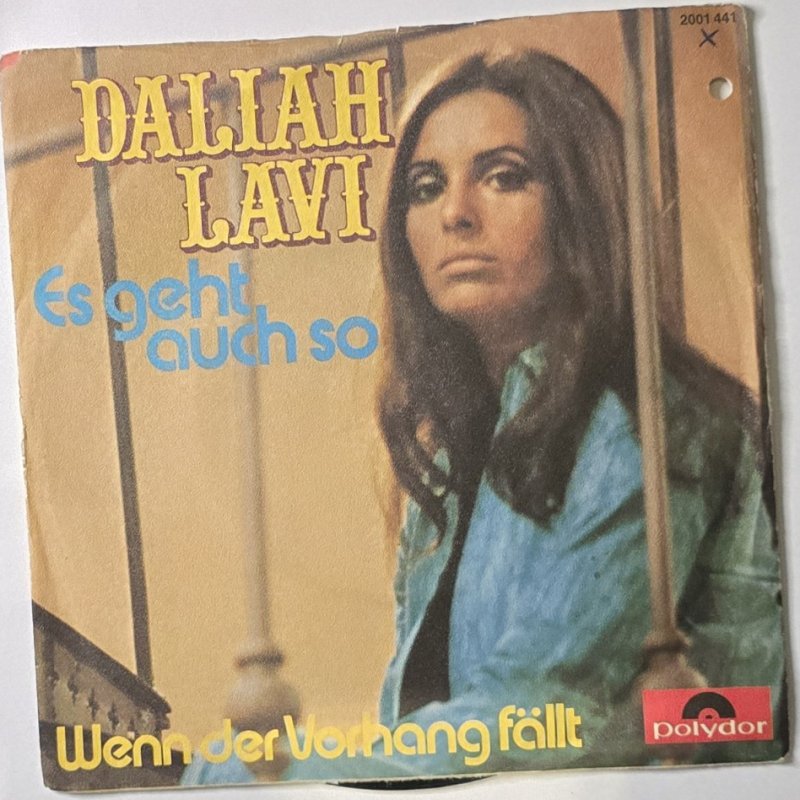 2001 441
X
DALIAH
LAVI
Es geht
auch so
Wenn der Vorhang fällt
polydor